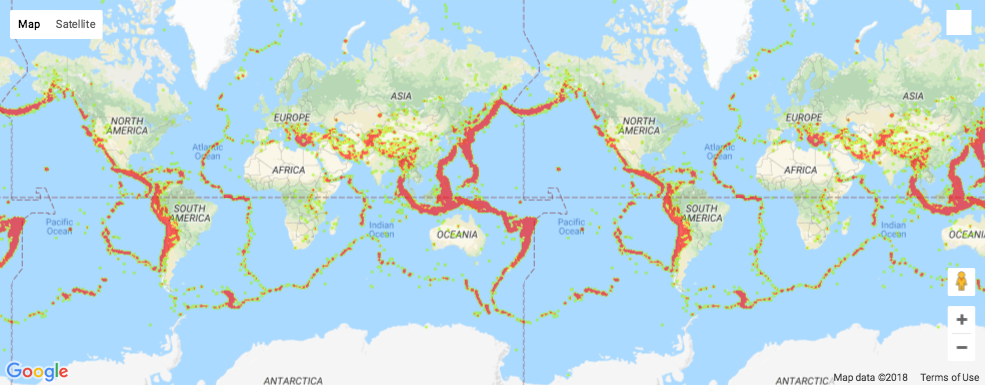 Map Satellite
ASIA
ASIA
NORTH
AMERICA
EUROPE
NORTH
AMERICA
EUROPE
Atlantic
Ocean
Atlantic
Ocean
AFRICA
AFRICA
SOUTH
AMERICA
SOUTH
AMERICA
Pacific
Ocean
Indian
Ocean
Pacific
Ocean
Indian
Ocean
OCEANIA
OCEANI
Google
ANTARCTICA
ANTARCTICA
Map data ©2018 Terms of Use